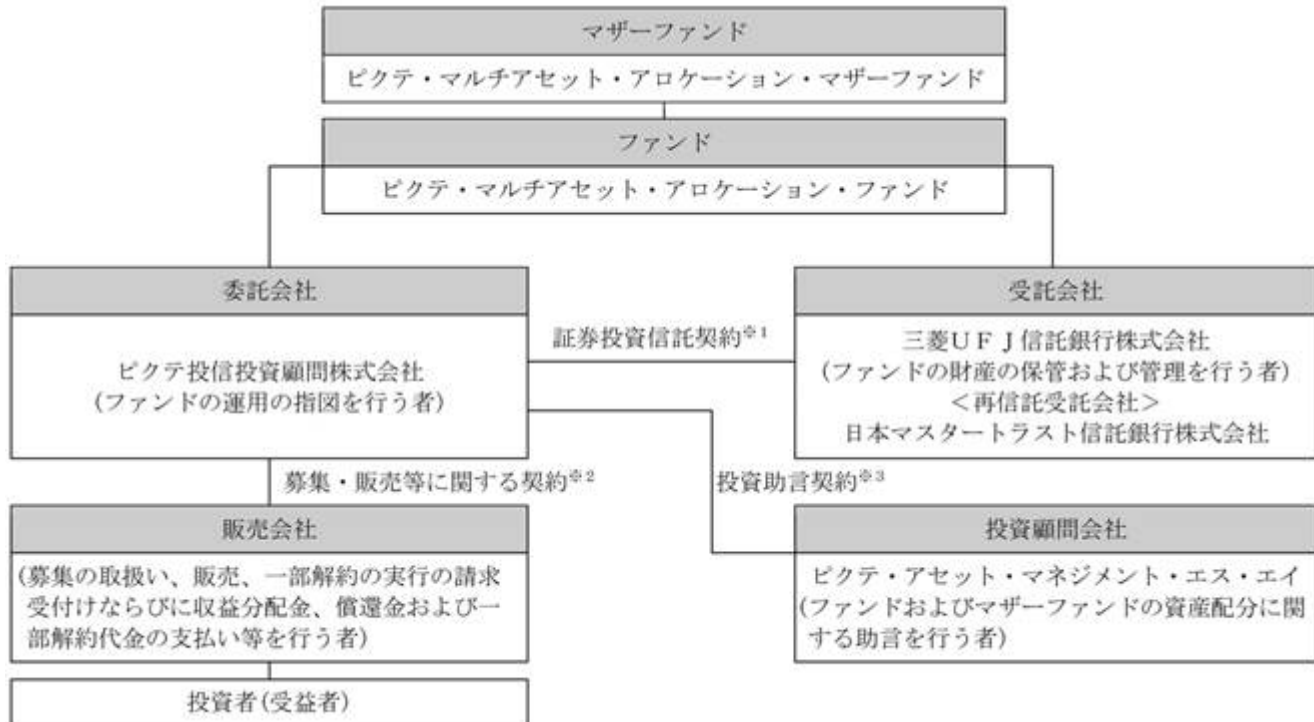 マザーファンド
ピクテ・マルチアセット・アロケーション・マザーファンド
ファンド
ピクテ・マルチアセット・アロケーション・ファンド
委託会社
ピクテ投信投資顧問株式会社
(ファンドの運用の指図を行う者)
証券投資信託契約※1
受託会社
三菱UFJ信託銀行株式会社
(ファンドの財産の保管および管理を行う者)
<再信託受託会社>
日本マスタートラスト信託銀行株式会社
募集・販売等に関する契約※2
投資助言契約※3
販売会社
(募集の取扱い、販売、一部解約の実行の請求
受付けならびに収益分配金、償還金および一
部解約代金の支払い等を行う者)
投資顧問会社
ピクテ・アセット・マネジメント・エス・エイ
(ファンドおよびマザーファンドの資産配分に関
する助言を行う者)
投資者(受益者)